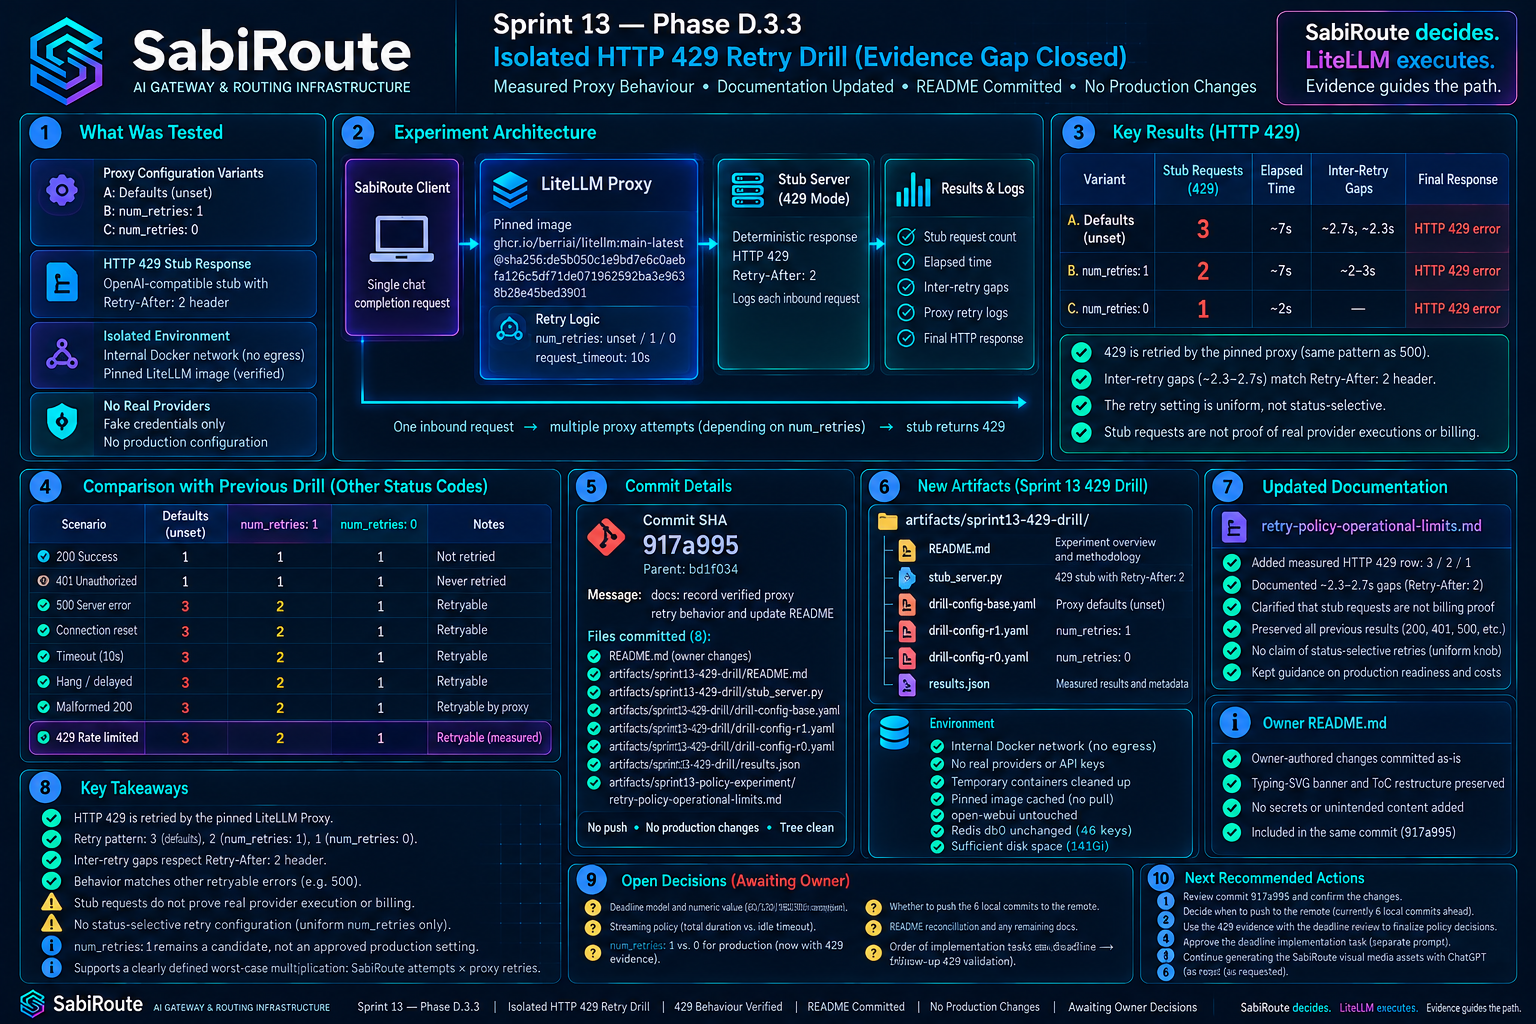 SabiRoute
AI GATEWAY & ROUTING INFRASTRUCTURE
Sprint 13 — Phase D.3.3
Isolated HTTP 429 Retry Drill (Evidence Gap Closed)
Measured Proxy Behaviour • Documentation Updated • README Committed • No Production Changes
SabiRoute decides.
LiteLLM executes.
Evidence guides the path.
1 What Was Tested
Proxy Configuration Variants
A: Defaults (unset)
B: num_retries: 1
C: num_retries: 0
HTTP 429 Stub Response
OpenAI-compatible stub with
Retry-After: 2 header
Isolated Environment
Internal Docker network (no egress)
Pinned LiteLLM image (verified)
No Real Providers
Fake credentials only
No production configuration
2 Experiment Architecture
SabiRoute Client
Single chat
completion request
LiteLLM Proxy
Pinned image
ghcr.io/berriai/litellm:main-latest
@sha256:de5b050c1e9bd7e6c0aeb
fa126c5df71de071962592ba3e963
8b28e45bed3901
Retry Logic
num_retries: unset / 1 / 0
request_timeout: 10s
Stub Server
(429 Mode)
Deterministic response
HTTP 429
Retry-After: 2
Logs each inbound request
Results & Logs
Stub request count
Elapsed time
Inter-retry gaps
Proxy retry logs
Final HTTP response
One inbound request → multiple proxy attempts (depending on num_retries) → stub returns 429
3 Key Results (HTTP 429)
Variant Stub Requests (429) Elapsed Time Inter-Retry Gaps Final Response
A. Defaults (unset) 3 ~7s ~2.7s, ~2.3s HTTP 429 error
B. num_retries: 1 2 ~7s ~2–3s HTTP 429 error
C. num_retries: 0 1 ~2s — HTTP 429 error
429 is retried by the pinned proxy (same pattern as 500).
Inter-retry gaps (~2.3–2.7s) match Retry-After: 2 header.
The retry setting is uniform, not status-selective.
Stub requests are not proof of real provider executions or billing.
4 Comparison with Previous Drill (Other Status Codes)
Scenario Defaults (unset) num_retries: 1 num_retries: 0 Notes
200 Success 1 1 1 Not retried
401 Unauthorized 1 1 1 Never retried
500 Server error 3 2 1 Retryable
Connection reset 3 2 1 Retryable
Timeout (10s) 3 2 1 Retryable
Hang / delayed 3 2 1 Retryable
Malformed 200 3 2 1 Retryable by proxy
429 Rate limited 3 2 1 Retryable (measured)
5 Commit Details
Commit SHA
917a995
Parent: bd1f034
Message: docs: record verified proxy
retry behavior and update README
Files committed (8):
README.md (owner changes)
artifacts/sprint13-429-drill/README.md
artifacts/sprint13-429-drill/stub_server.py
artifacts/sprint13-429-drill/drill-config-base.yaml
artifacts/sprint13-429-drill/drill-config-r1.yaml
artifacts/sprint13-429-drill/drill-config-r0.yaml
artifacts/sprint13-429-drill/results.json
artifacts/sprint13-policy-experiment/
retry-policy-operational-limits.md
No push • No production changes • Tree clean
6 New Artifacts (Sprint 13 429 Drill)
artifacts/sprint13-429-drill/
README.md Experiment overview and methodology
stub_server.py 429 stub with Retry-After: 2
drill-config-base.yaml Proxy defaults (unset)
drill-config-r1.yaml num_retries: 1
drill-config-r0.yaml num_retries: 0
results.json Measured results and metadata
Environment
Internal Docker network (no egress)
No real providers or API keys
Temporary containers cleaned up
Pinned image cached (no pull)
open-webui untouched
Redis db0 unchanged (46 keys)
Sufficient disk space (141Gi)
7 Updated Documentation
retry-policy-operational-limits.md
Added measured HTTP 429 row: 3 / 2 / 1
Documented ~2.3–2.7s gaps (Retry-After: 2)
Clarified that stub requests are not billing proof
Preserved all previous results (200, 401, 500, etc.)
No claim of status-selective retries (uniform knob)
Kept guidance on production readiness and costs
Owner README.md
Owner-authored changes committed as-is
Typing-SVG banner and ToC restructure preserved
No secrets or unintended content added
Included in the same commit (917a995)
8 Key Takeaways
HTTP 429 is retried by the pinned LiteLLM Proxy.
Retry pattern: 3 (defaults), 2 (num_retries: 1), 1 (num_retries: 0).
Inter-retry gaps respect Retry-After: 2 header.
Behavior matches other retryable errors (e.g. 500).
Stub requests do not prove real provider execution or billing.
No status-selective retry configuration (uniform num_retries only).
num_retries: 1 remains a candidate, not an approved production setting.
Supports a clearly defined worst-case multiplication: SabiRoute attempts × proxy retries.
9 Open Decisions (Awaiting Owner)
Deadline model and numeric value
Streaming policy (total duration vs. idle timeout).
num_retries: 1 vs. 0 for production (now with 429
evidence).
Whether to push the 6 local commits to the remote.
README reconciliation and any remaining docs.
Order of implementation tasks deadline →
429 validation).
10 Next Recommended Actions
1 Review commit 917a995 and confirm the changes.
2 Decide when to push to the remote (currently 6 local commits ahead).
4 Use the 429 evidence with the deadline review to finalize policy decisions.
Approve the deadline implementation task (separate prompt).
Continue generating the SabiRoute visual media assets with ChatGPT
6 (as (as requested).
SabiRoute AI GATEWAY & ROUTING INFRASTRUCTURE Sprint 13 — Phase D.3.3 | Isolated HTTP 429 Retry Drill | 429 Behaviour Verified | README Committed | No Production Changes | Awaiting Owner Decisions SabiRoute decides. LiteLLM executes. Evidence guides the path.